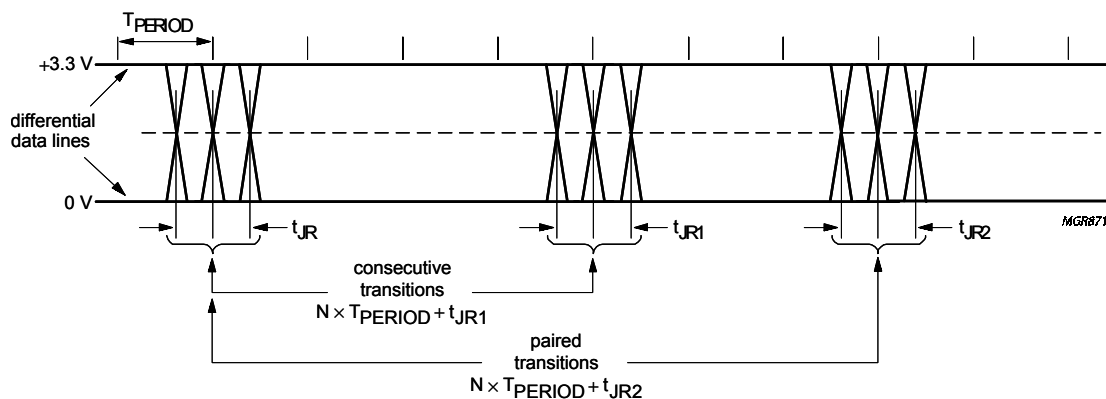 TPERIOD
+3.3 V
differential
data lines
0 V
tJR
tJR1
tJR2
MGR871
consecutive
transitions
N × TPERIOD + tJR1
paired
transitions
N × TPERIOD + tJR2